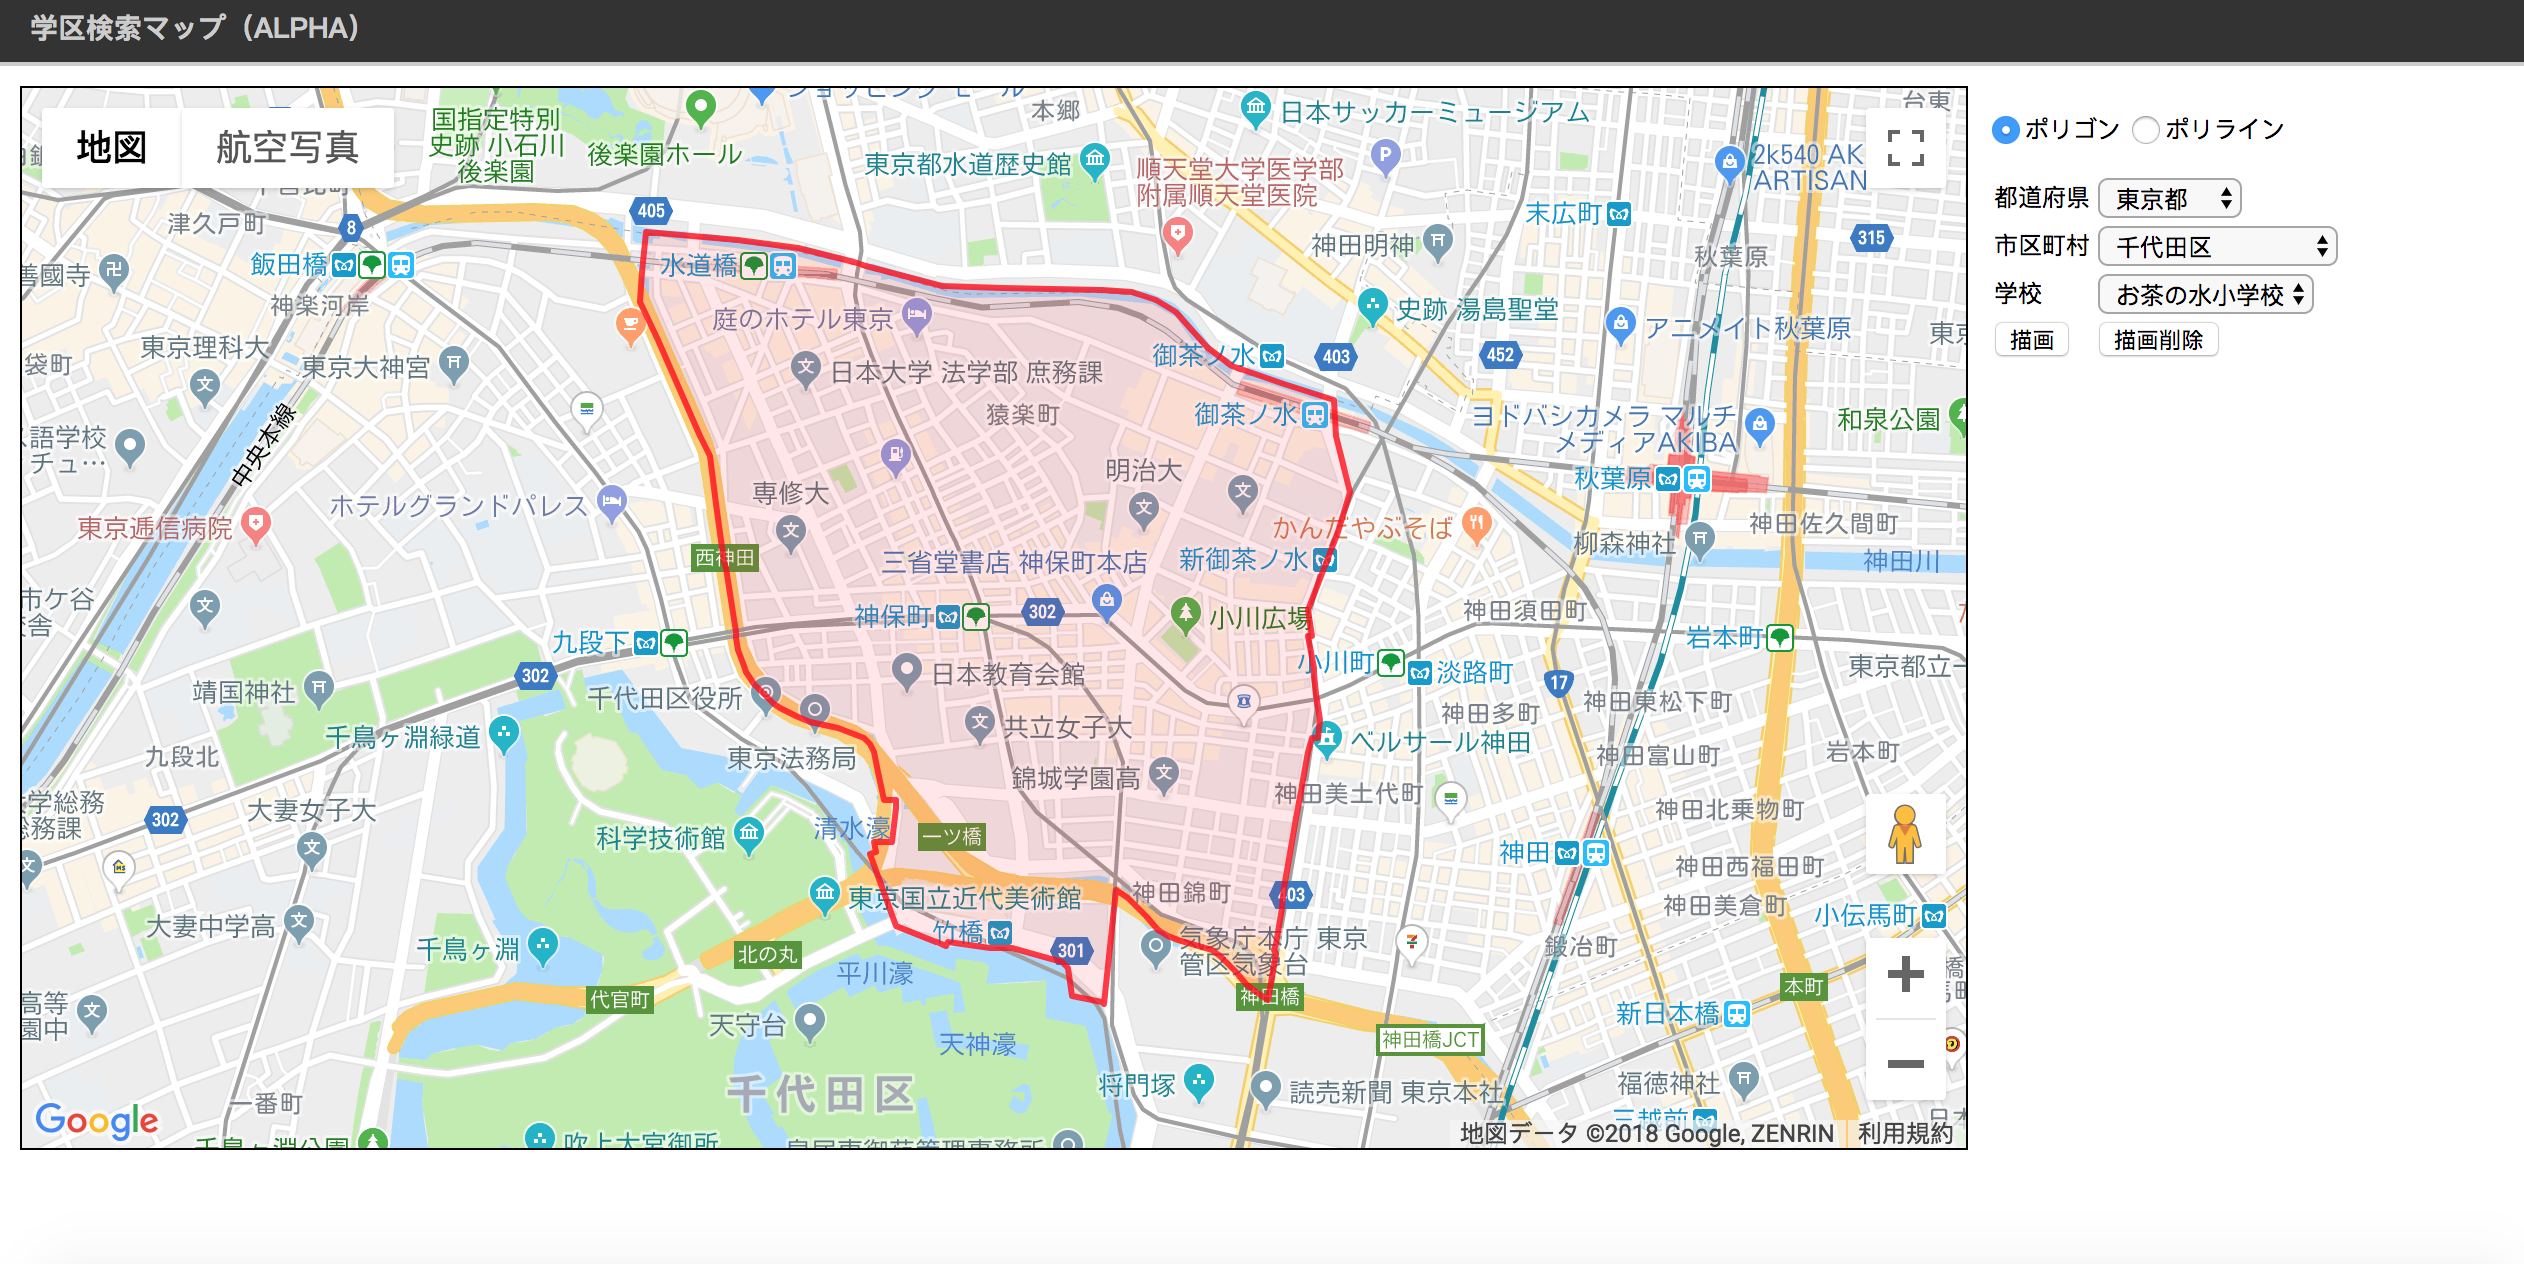 学区検索マップ（ALPHA）
地図
航空写真
国指定特別
史跡 小石川
後楽園
後楽園ホール
本郷
日本サッカーミュージアム
台東
東京都水道歴史館
順天堂大学医学部
附属順天堂医院
P
2k540 AK
ARTISAN
ポリゴン
ポリライン
都道府県
東京都
市区町村
千代田区
学校
お茶の水小学校
描画
描画削除
津久戸町
8
405
末広町
神田明神
秋葉原
315
善國寺
飯田橋
水道橋
神楽河岸
庭のホテル東京
史跡 湯島聖堂
アニメイト秋葉原
東京理科大
東京大神宮
袋町
日本大学 法学部 庶務課
御茶ノ水
403
452
猿楽町
御茶ノ水
ヨドバシカメラ マルチ
メディアAKIBA
和泉公園
中央本線
語学校
チュ…
明治大
秋葉原
専修大
ホテルグランドパレス
東京逓信病院
かんだやぶそば
神田佐久間町
柳森神社
西神田
三省堂書店 神保町本店
新御茶ノ水
神田川
市ケ谷
神保町
302
小川広場
神田須田町
九段下
岩本町
302
日本教育会館
小川町
淡路町
東京都立
靖国神社
千代田区役所
17
神田東松下町
神田多町
共立女子大
千鳥ヶ淵緑道
九段北
東京法務局
ベルサール神田
神田富山町
岩本町
錦城学園高
神田美土代町
大妻女子大
302
神田北乗物町
科学技術館
清水濠
一ツ橋
神田
神田西福田町
東京国立近代美術館
神田錦町
403
神田美倉町
小伝馬町
大妻中学高
竹橋
301
気象庁本庁 東京
管区気象台
鍛冶町
千鳥ヶ淵
北の丸
平川濠
代官町
神田橋
本町
高等
園中
天守台
新日本橋
天神濠
神田橋JCT
千代田区
将門塚
読売新聞 東京本社
福徳神社
一番町
Google
千鳥ヶ淵公園
吹上大宮御所
三越前
地図データ ©2018 Google, ZENRIN
利用規約